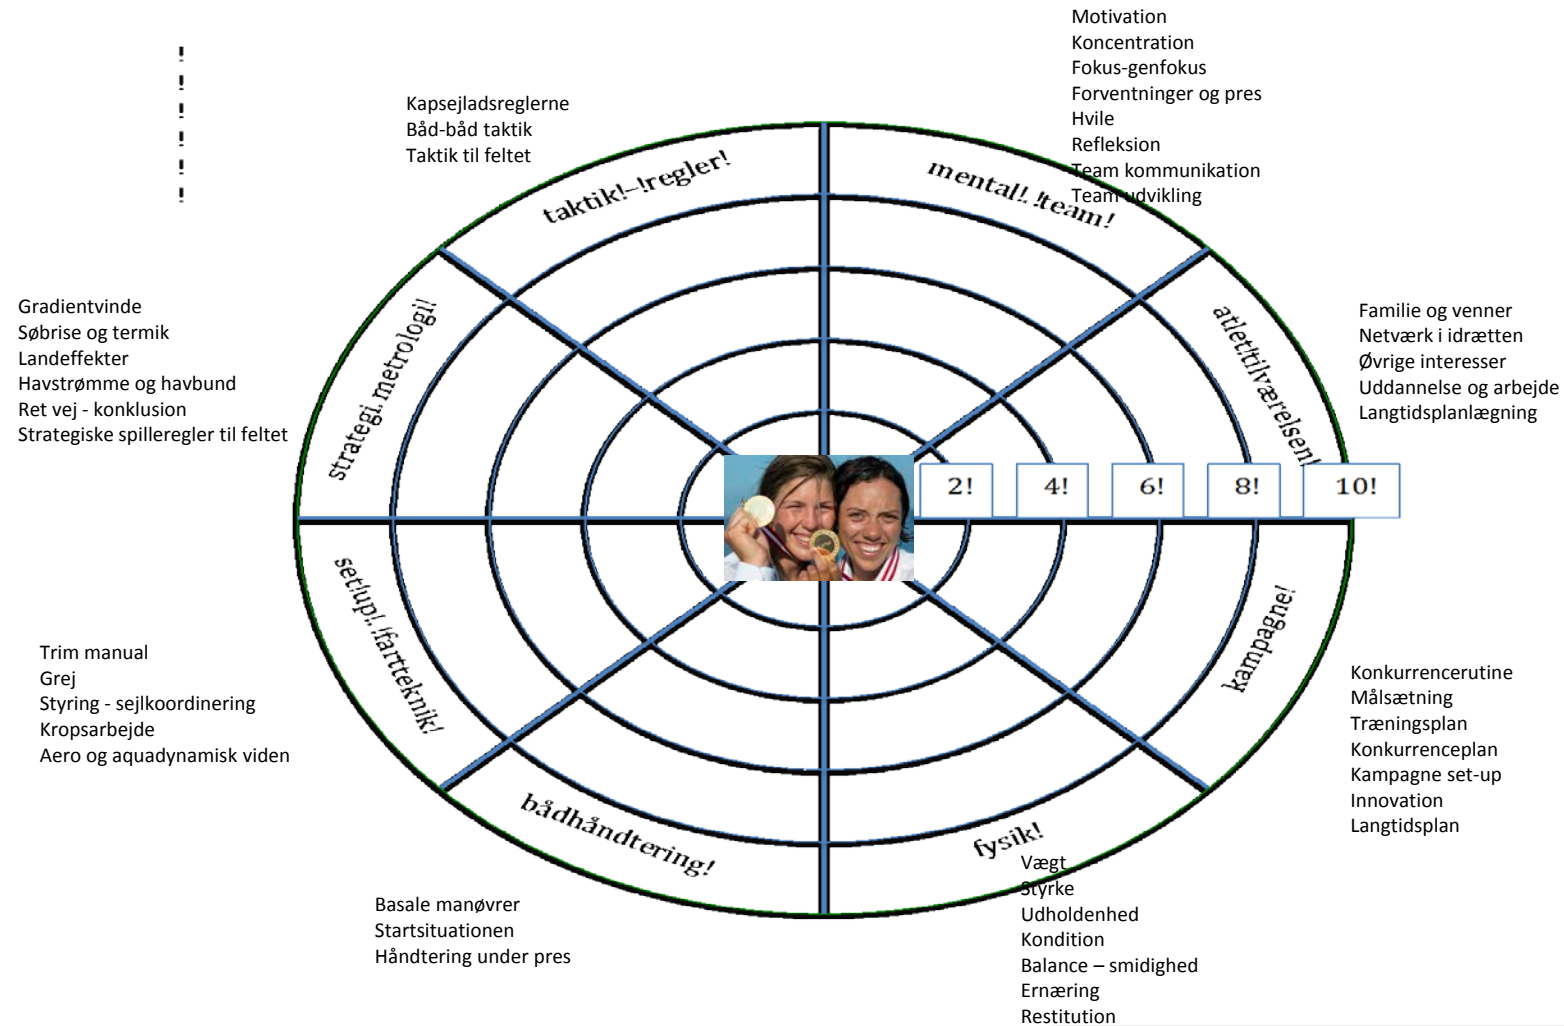 !
!
!
!
!
!
Motivation
Koncentration
Fokus-genfokus
Forventninger og pres
Hvile
Refleksion
Team kommunikation
Team udvikling
Kapsejladsreglerne
Båd-båd taktik
Taktik til feltet
taktik!–!regler!
mental!.!team!
Gradientvinde
Søbrise og termik
Landeffekter
Havstrømme og havbund
Ret vej - konklusion
Strategiske spilleregler til feltet
strategi.metrologi!
atlet!tilværelsen!
Familie og venner
Netværk i idrætten
Øvrige interesser
Uddannelse og arbejde
Langtidsplanlægning
2!
4!
6!
8!
10!
set!up!.!fartteknik!
kampagne!
Trim manual
Grej
Styring - sejlkoordinering
Kropsarbejde
Aero og aquadynamisk viden
Konkurrencerutine
Målsætning
Træningsplan
Konkurrenceplan
Kampagne set-up
Innovation
Langtidsplan
bådhåndtering!
fysik!
Basale manøvrer
Startsituationen
Håndtering under pres
Vægt
Styrke
Udholdenhed
Kondition
Balance – smidighed
Ernæring
Restitution